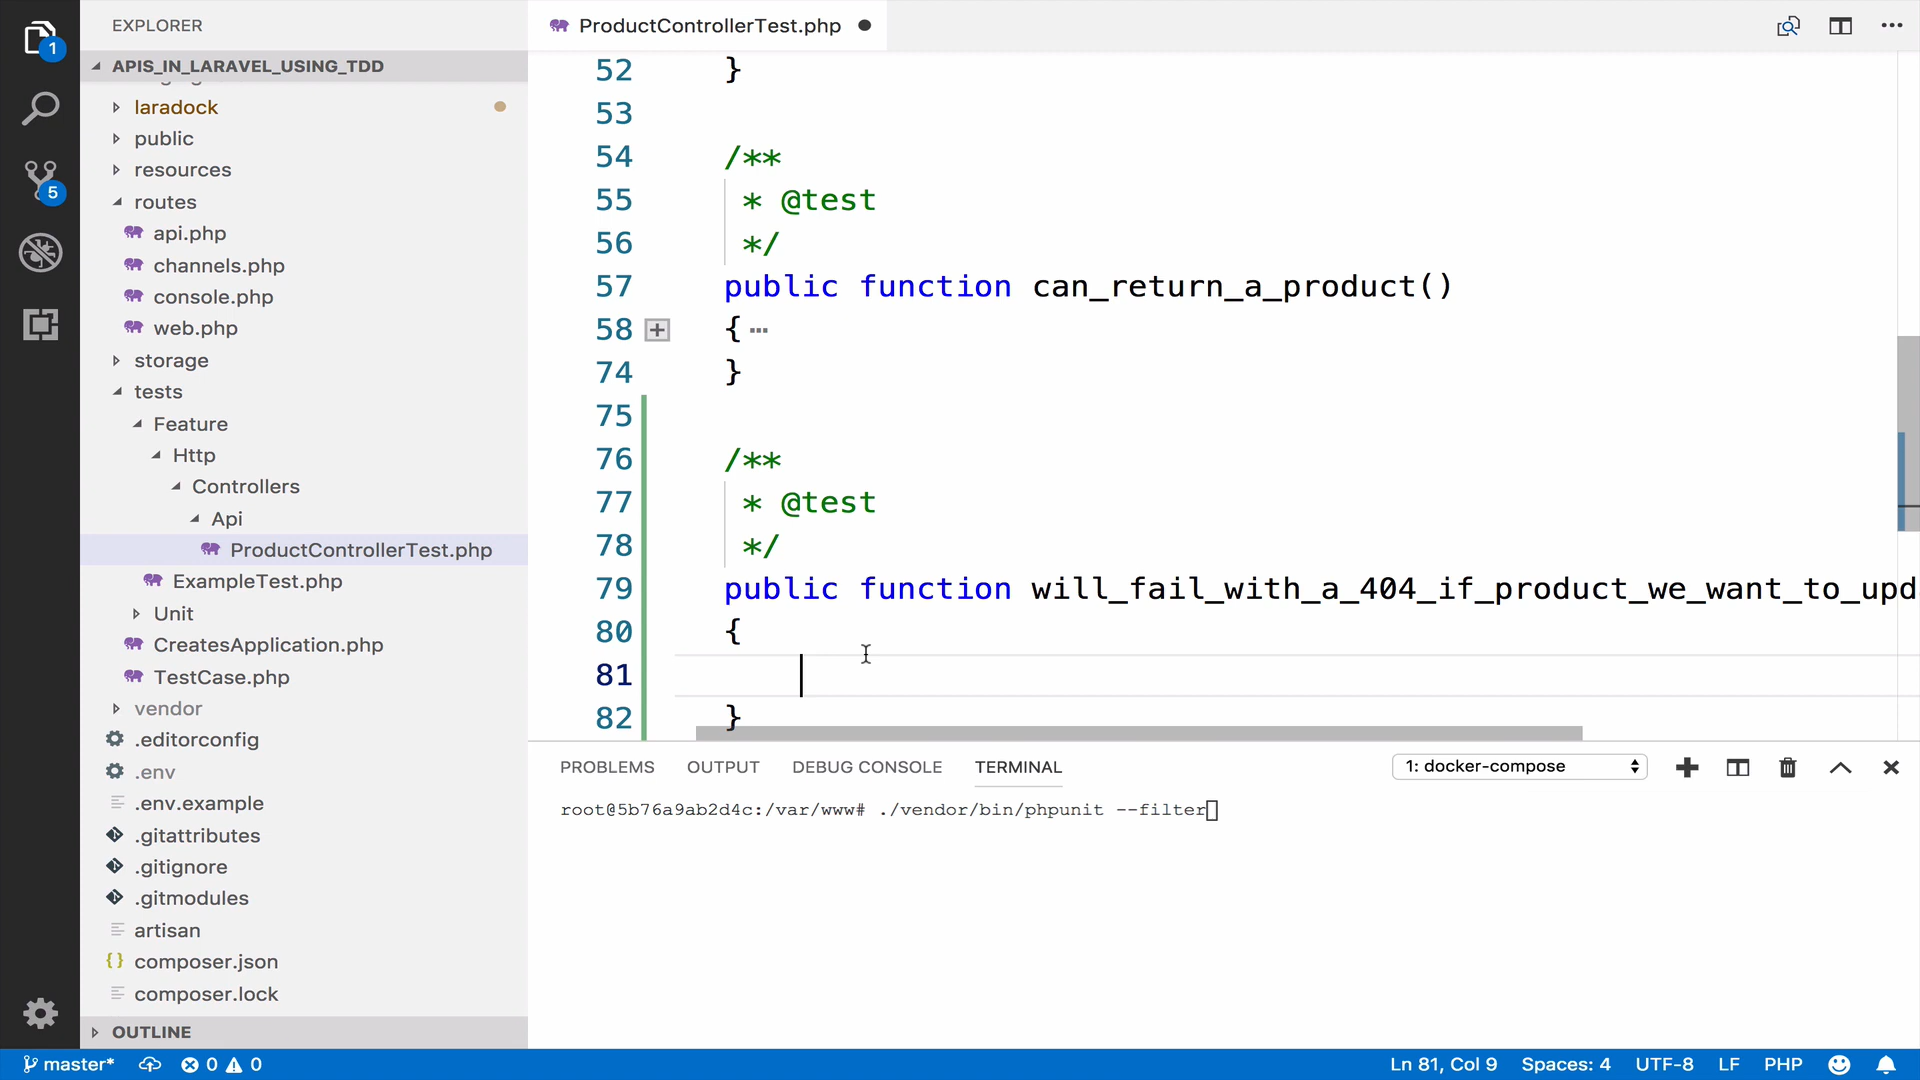 EXPLORER
ProductControllerTest.php
APIS_IN_LARAVEL_USING_TDD
laradock
public
resources
routes
api.php
channels.php
console.php
web.php
storage
tests
Feature
Http
Controllers
Api
ProductControllerTest.php
ExampleTest.php
Unit
CreatesApplication.php
TestCase.php
vendor
.editorconfig
.env
.env.example
.gitattributes
.gitignore
.gitmodules
artisan
composer.json
composer.lock
OUTLINE
1
5
52 }
53
54 /**
55 * @test
56 */
57 public function can_return_a_product()
58 { ...
74 }
75
76 /**
77 * @test
78 */
79 public function will_fail_with_a_404_if_product_we_want_to_upd
80 {
81
82 }
PROBLEMS OUTPUT DEBUG CONSOLE TERMINAL 1: docker-compose
root@5b76a9ab2d4c:/var/www# ./vendor/bin/phpunit --filter
master* 0 0 Ln 81, Col 9 Spaces: 4 UTF-8 LF PHP